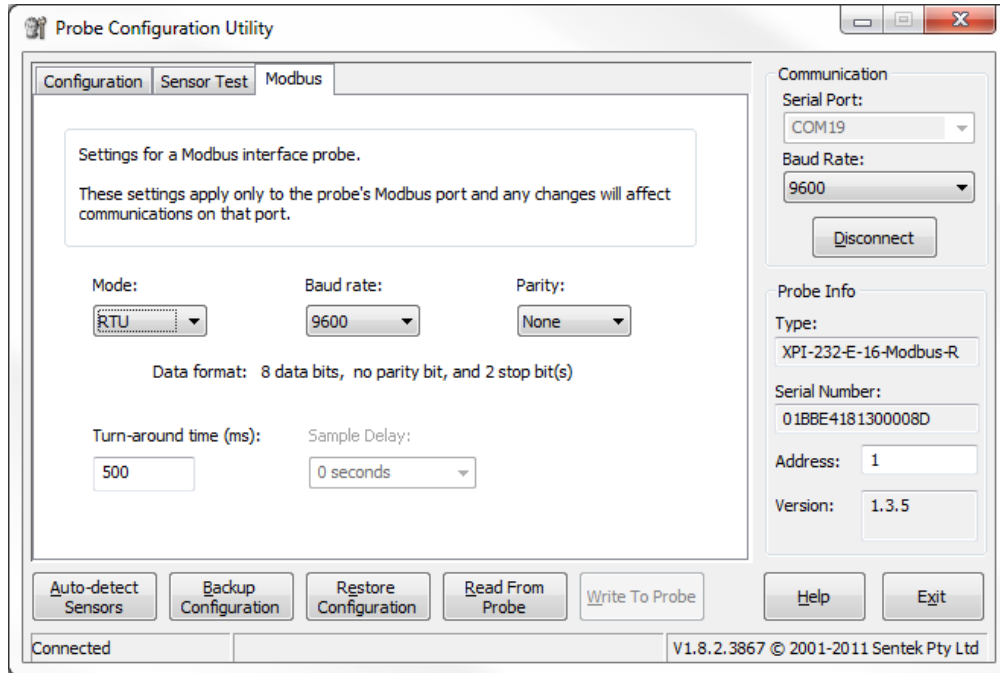 Probe Configuration Utility
Configuration Sensor Test Modbus
Settings for a Modbus interface probe.
These settings apply only to the probe's Modbus port and any changes will affect
communications on that port.
Mode: Baud rate: Parity:
RTU 9600 None
Data format: 8 data bits, no parity bit, and 2 stop bit(s)
Turn-around time (ms): Sample Delay:
500 0 seconds
Communication
Serial Port:
COM19
Baud Rate:
9600
Disconnect
Probe Info
Type:
XPI-232-E-16-Modbus-R
Serial Number:
01BBE4181300008D
Address: 1
Version: 1.3.5
Auto-detect
Sensors
Backup
Configuration
Restore
Configuration
Read From
Probe
Write To Probe
Help
Exit
Connected
V1.8.2.3867 © 2001-2011 Sentek Pty Ltd